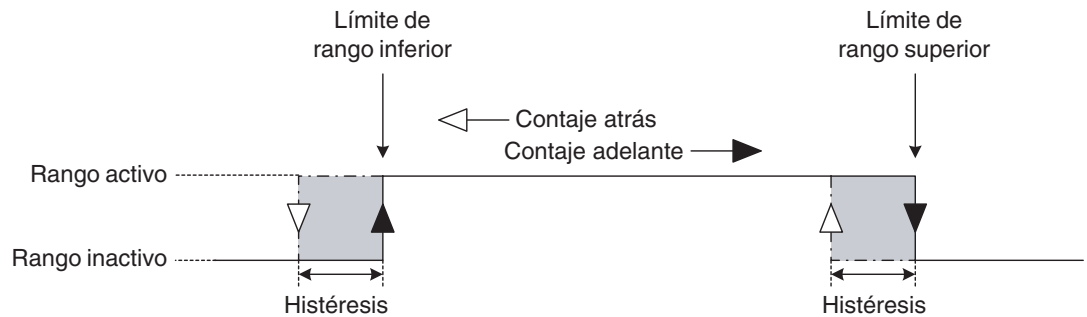 Límite de
rango inferior
Límite de
rango superior
Contaje atrás
Contaje adelante
Rango activo
Rango inactivo
Histéresis
Histéresis